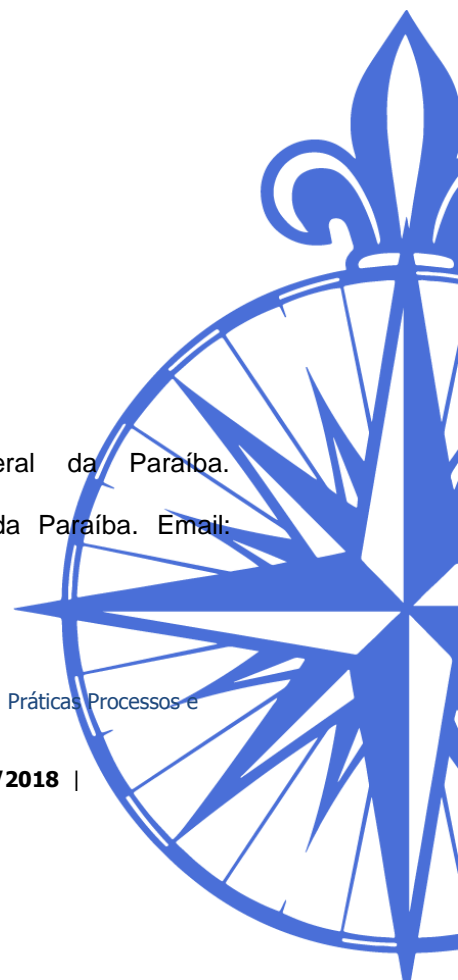 eral da Paraíba.
da Paraíba. Email:
Práticas Processos e
/2018 |